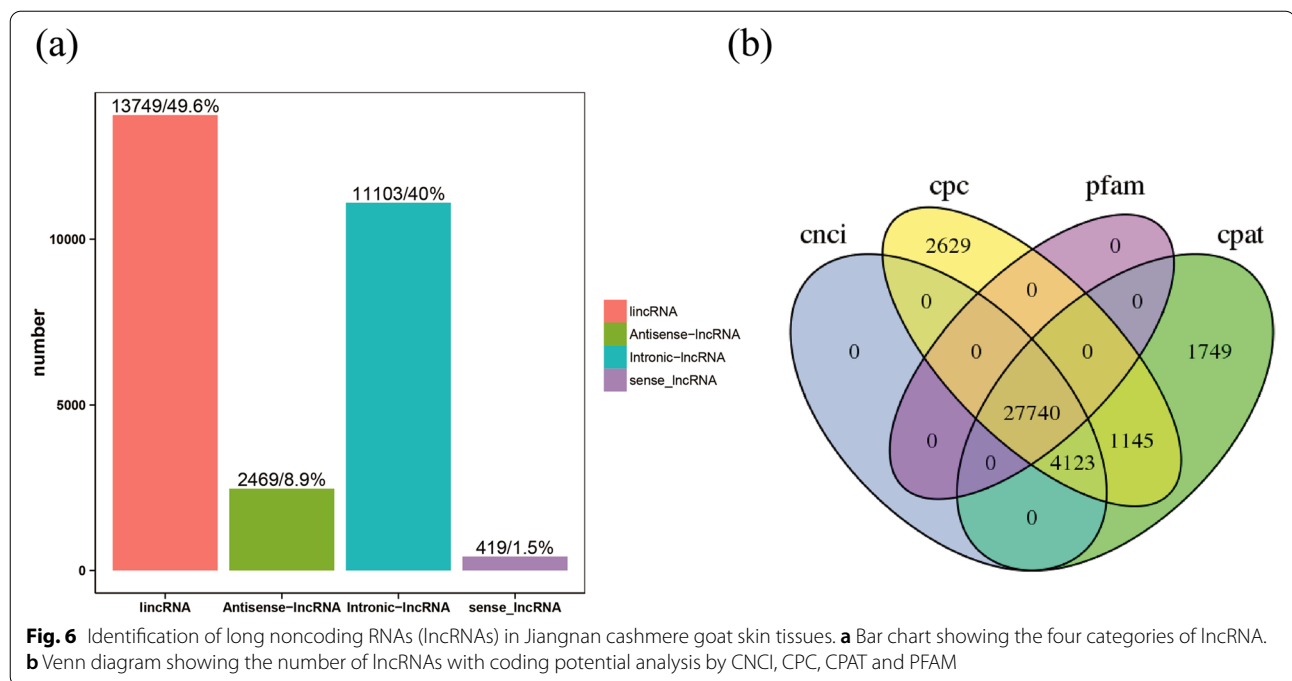 (a)
13749/49.6%
11103/40%
2469/8.9%
419/1.5%
10000
5000
0
number
lincRNA
Antisense-lncRNA
Intronic-lncRNA
sense_lncRNA
lincRNA Antisense-lncRNA Intronic-lncRNA sense_lncRNA
(b)
cnci cpc pfam cpat
2629 0
0 0 0
0 0 0 1749
27740
0 1145
0 4123
0
Fig. 6 Identification of long noncoding RNAs (lncRNAs) in Jiangnan cashmere goat skin tissues. a Bar chart showing the four categories of lncRNA.
b Venn diagram showing the number of lncRNAs with coding potential analysis by CNCI, CPC, CPAT and PFAM